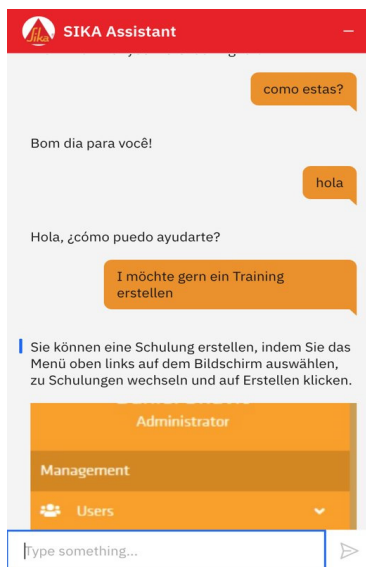 Sika SIKA Assistant
como estas?
Bom dia para você!
hola
Hola, ¿cómo puedo ayudarte?
I möchte gern ein Training
erstellen
Sie können eine Schulung erstellen, indem Sie das
Menü oben links auf dem Bildschirm auswählen,
zu Schulungen wechseln und auf Erstellen klicken.
Administrator
Management
Users
Type something...